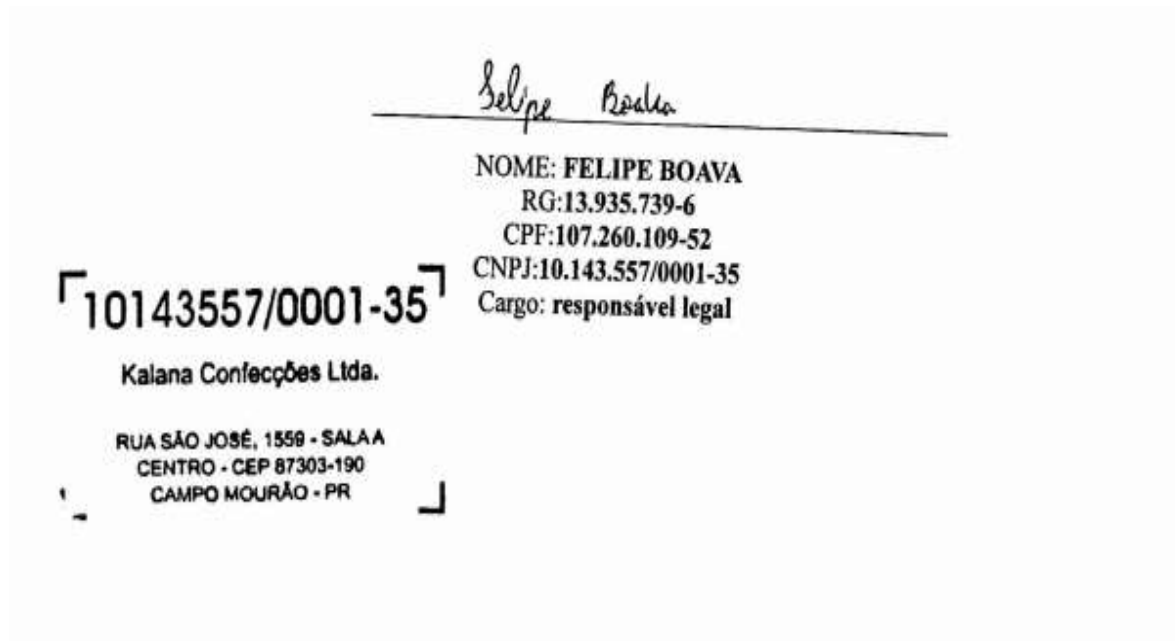 Felipe Boava
NOME: FELIPE BOAVA
RG:13.935.739-6
CPF:107.260.109-52
CNPJ:10.143.557/0001-35
Cargo: responsável legal
10143557/0001-35
Kalana Confecções Ltda.
RUA SÃO JOSÉ, 1559 - SALA A
CENTRO - CEP 87303-190
CAMPO MOURÃO - PR